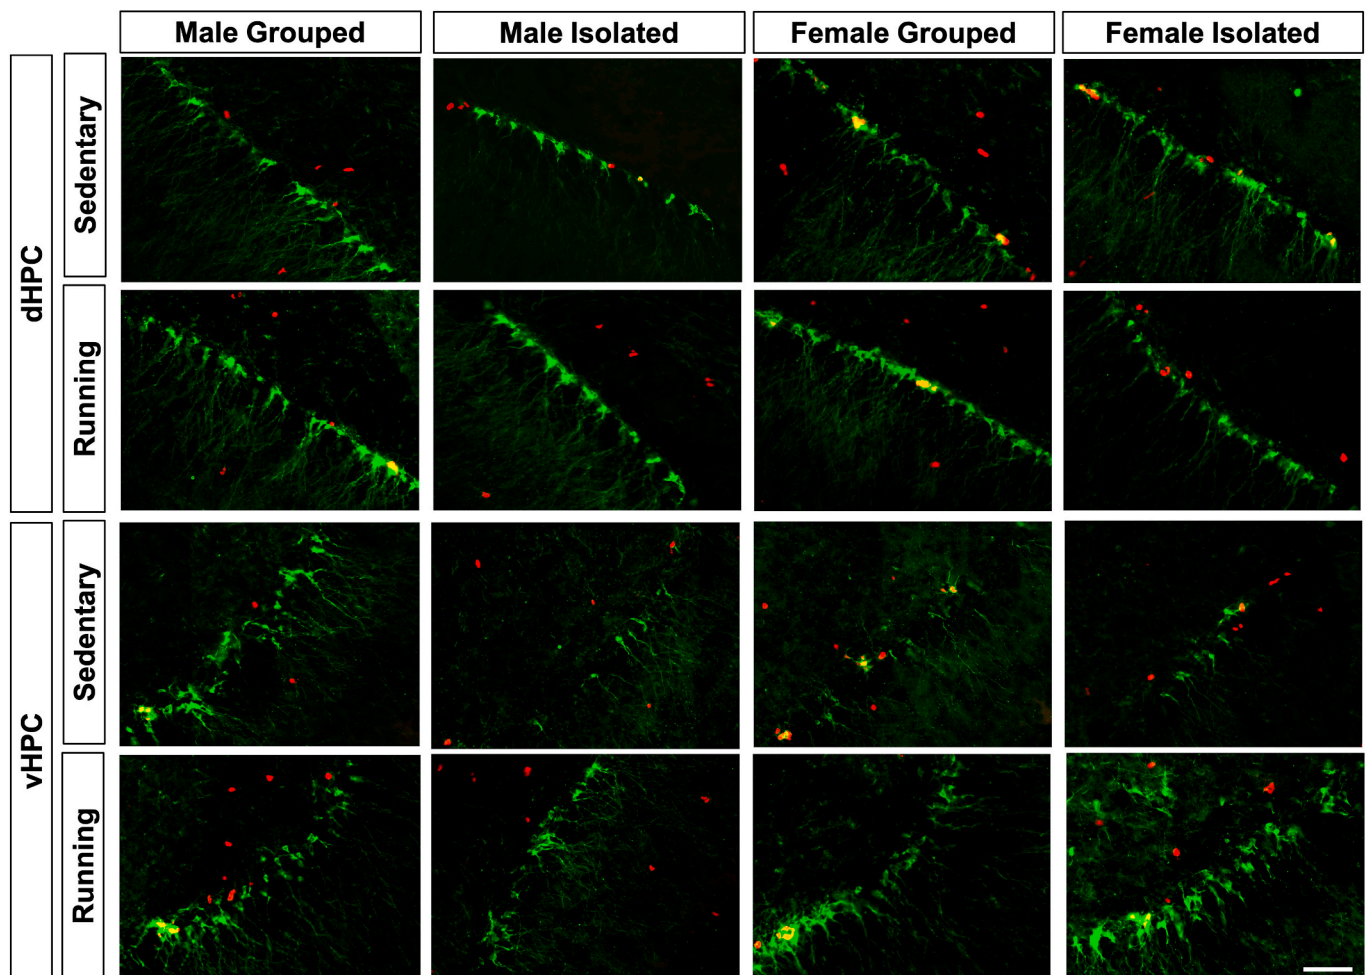 Male Grouped
Male Isolated
Female Grouped
Female Isolated
dHPC
Sedentary
Running
vHPC
Sedentary
Running